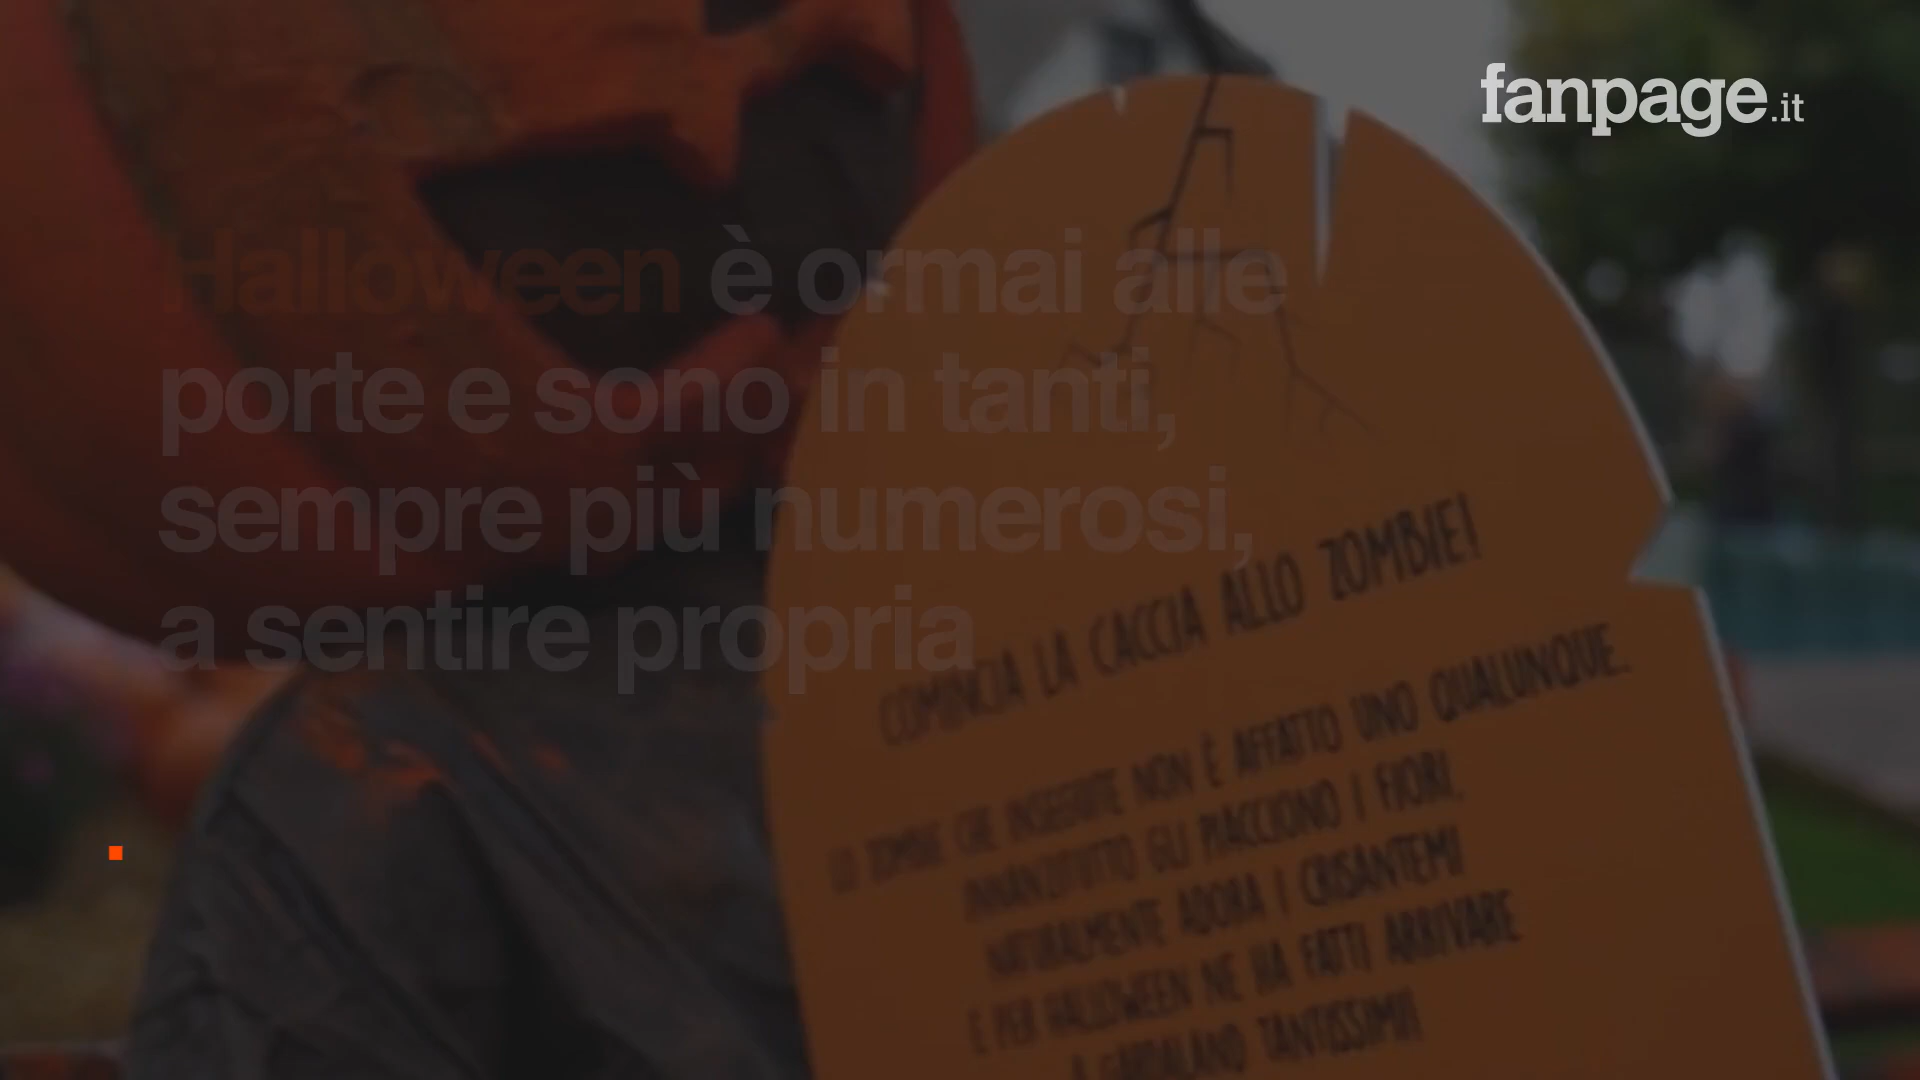 fanpage.it
Halloween è ormai alle
porte e sono in tanti,
sempre più numerosi,
a sentire propria
COMINCIA LA CACCIA ALLO ZOMBIE!
LO ZOMBIE CHE INSEGUITE NON È AFFATTO UNO QUALUNQUE.
INNANZITUTTO GLI PIACCIONO I FIORI,
NATURALMENTE ADORA I CRISANTEMI
E PER HALLOWEEN NE HA FATTI ARRIVARE
A GARDALAND TANTISSIMI!